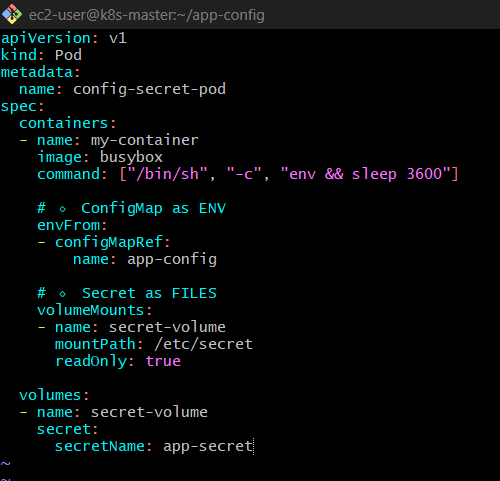 ec2-user@k8s-master:~/app-config
apiVersion: v1
kind: Pod
metadata:
  name: config-secret-pod
spec:
  containers:
  - name: my-container
    image: busybox
    command: ["/bin/sh", "-c", "env && sleep 3600"]

    # ⬦ ConfigMap as ENV
    envFrom:
    - configMapRef:
        name: app-config

    # ⬦ Secret as FILES
    volumeMounts:
    - name: secret-volume
      mountPath: /etc/secret
      readOnly: true

  volumes:
  - name: secret-volume
    secret:
      secretName: app-secret
~
~